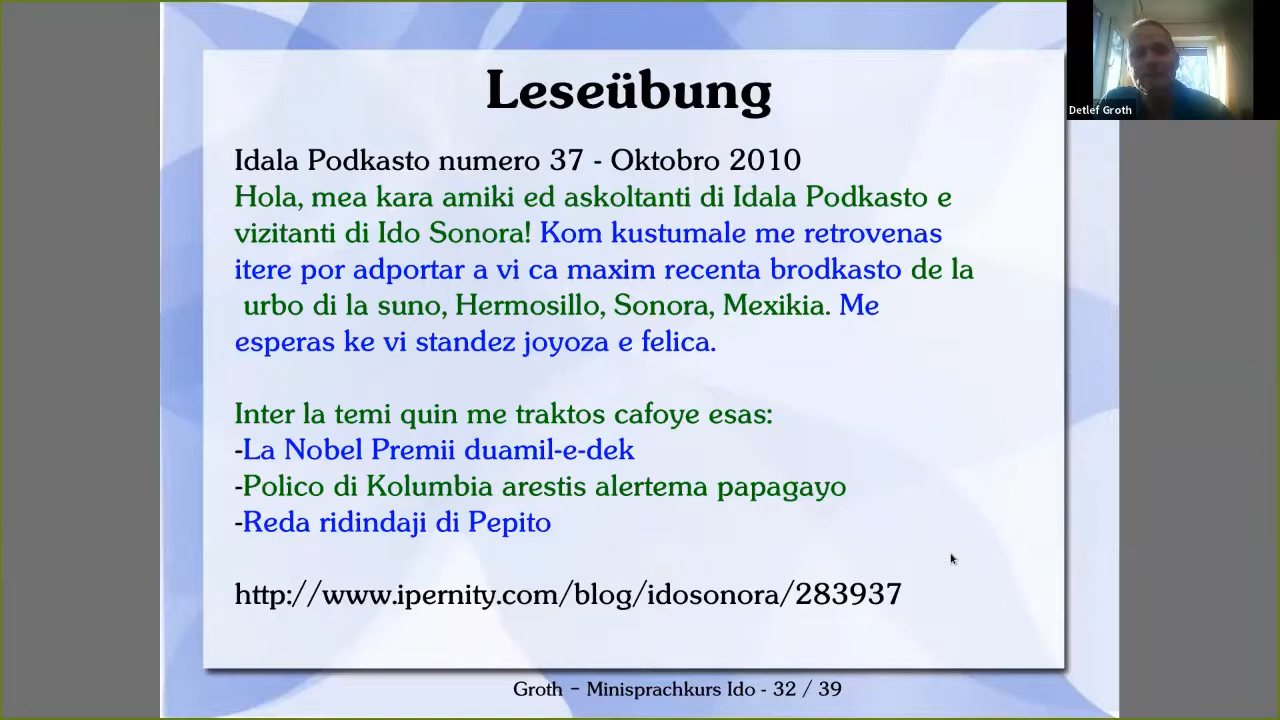 Leseübung
Idala Podkasto numero 37 - Oktobro 2010
Hola, mea kara amiki ed askoltanti di Idala Podkasto e
vizitanti di Ido Sonora! Kom kustumale me retrovenas
itere por adportar a vi ca maxim recenta brodkasto de la
urbo di la suno, Hermosillo, Sonora, Mexikia. Me
esperas ke vi standez joyoza e felica.
Inter la temi quin me traktos cafoye esas:
-La Nobel Premii duamil-e-dek
-Polico di Kolumbia arestis alertema papagayo
-Reda ridindaji di Pepito
http://www.ipernity.com/blog/idosonora/283937
Groth – Minisprachkurs Ido - 32 / 39
Detlef Groth